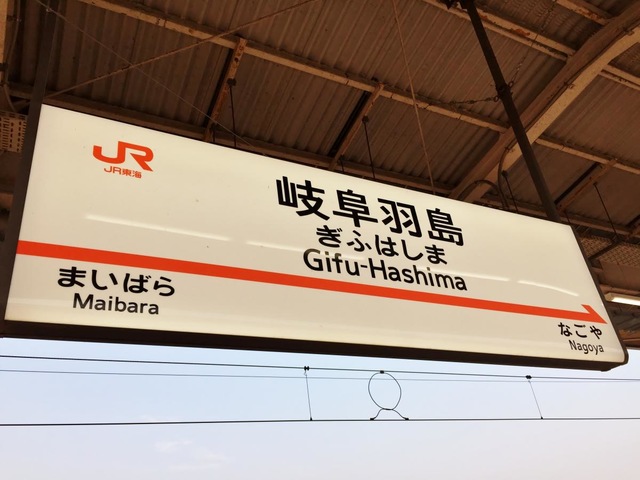 JR
JR東海
岐阜羽島
ぎふはしま
Gifu-Hashima
まいばら
Maibara
なごや
Nagoya